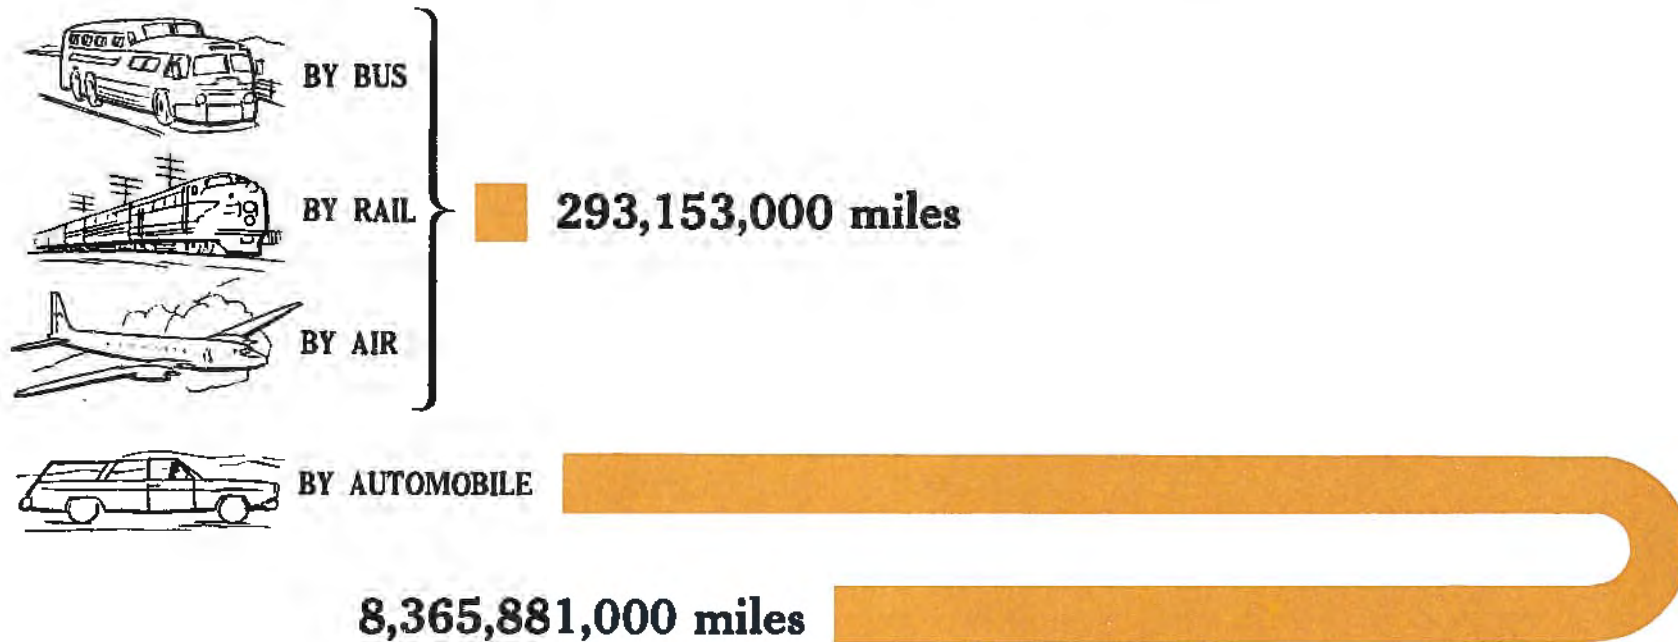 BY BUS
BY RAIL
293,153,000 miles
BY AIR
BY AUTOMOBILE
8,365,881,000 miles